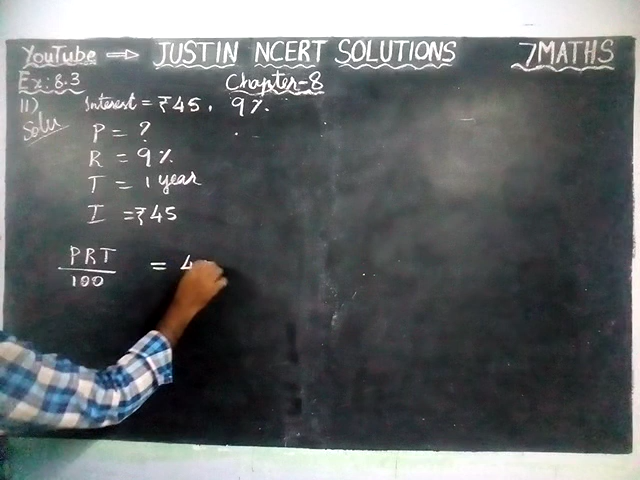 YouTube ⇒ JUSTIN NCERT SOLUTIONS 7MATHS
Ex: 8.3 Chapter-8
11) Interest = ₹45, 9%.
Solu
P = ?
R = 9%
T = 1 year
I = ₹45
PRT
100
= 4